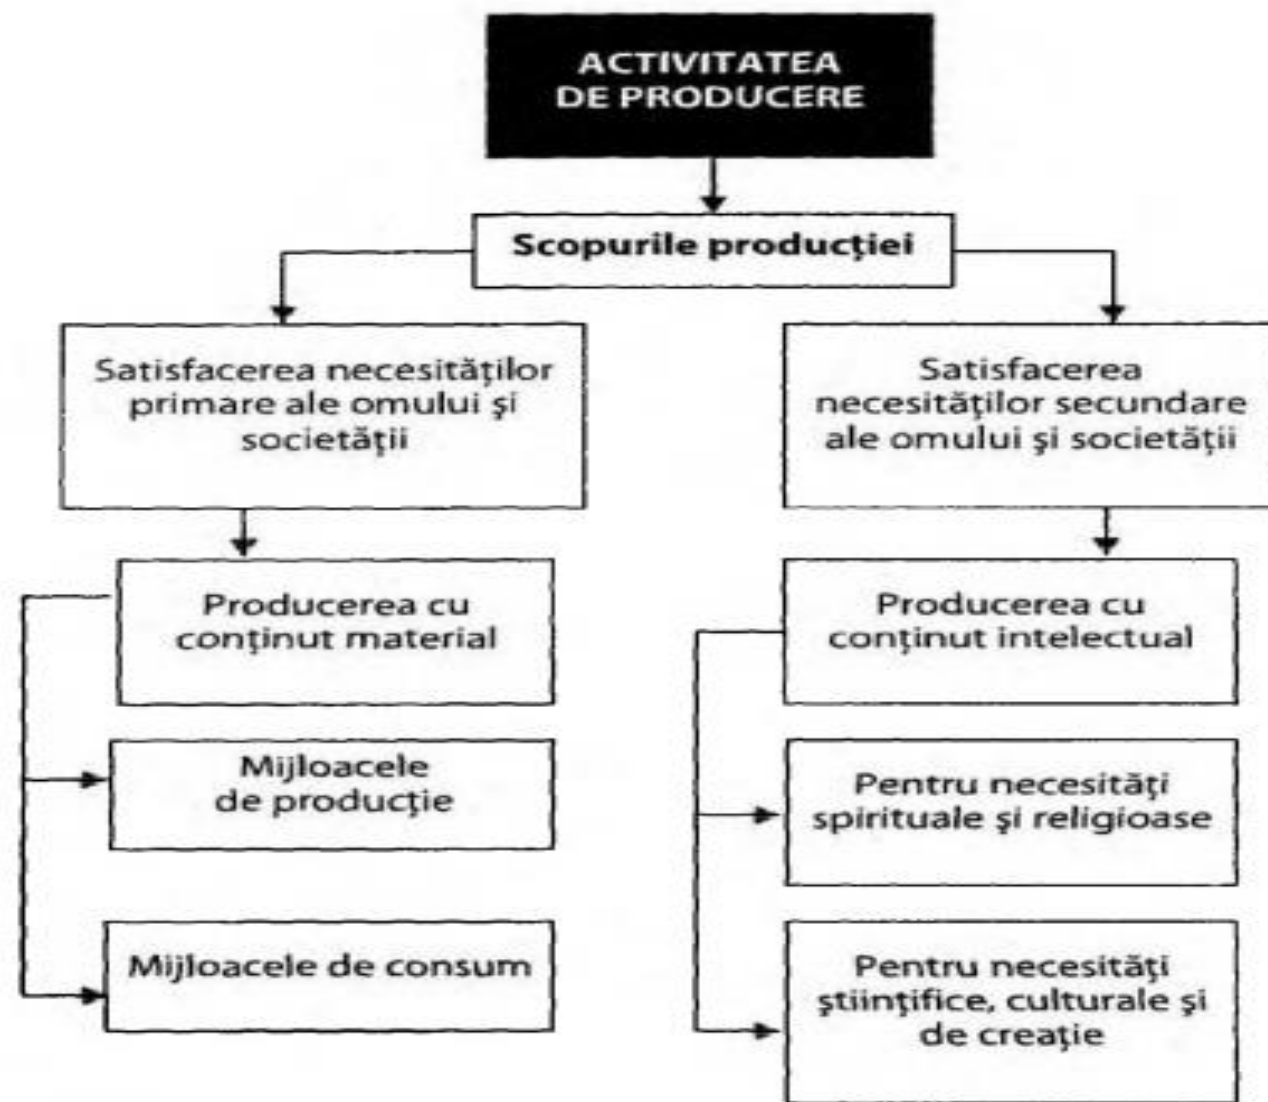 ACTIVITATEA
DE PRODUCERE
Scopurile producţiei
Satisfacerea necesităţilor
primare ale omului şi
societăţii
Satisfacerea
necesităţilor secundare
ale omului şi societăţii
Producerea cu
conţinut material
Producerea cu
conţinut intelectual
Mijloacele
de producţie
Pentru necesităţi
spirituale şi religioase
Mijloacele de consum
Pentru necesităţi
ştiinţifice, culturale şi
de creaţie